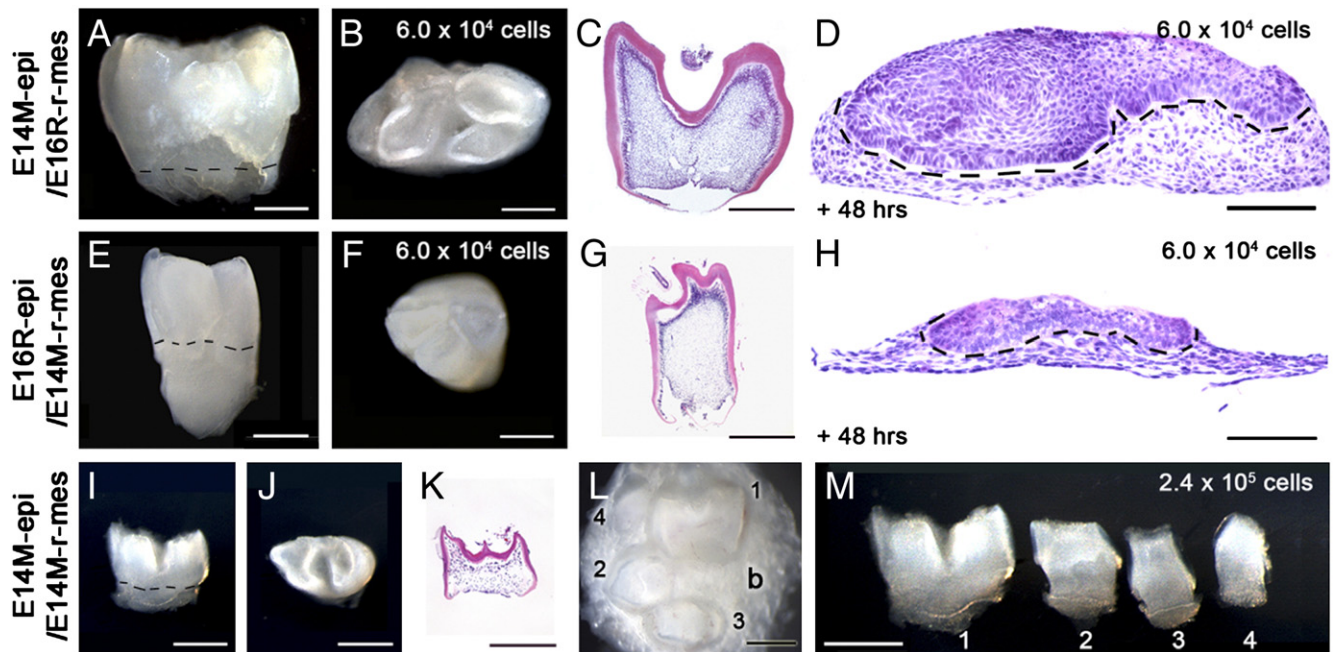 E14M-epi
/E16R-r-mes
A
B
6.0 x 10⁴ cells
C
D
6.0 x 10⁴ cells
+ 48 hrs
E16R-epi
/E14M-r-mes
E
F
6.0 x 10⁴ cells
G
H
6.0 x 10⁴ cells
+ 48 hrs
E14M-epi
/E14M-r-mes
I
J
K
L
1
4
2
b
3
M
2.4 x 10⁵ cells
1
2
3
4